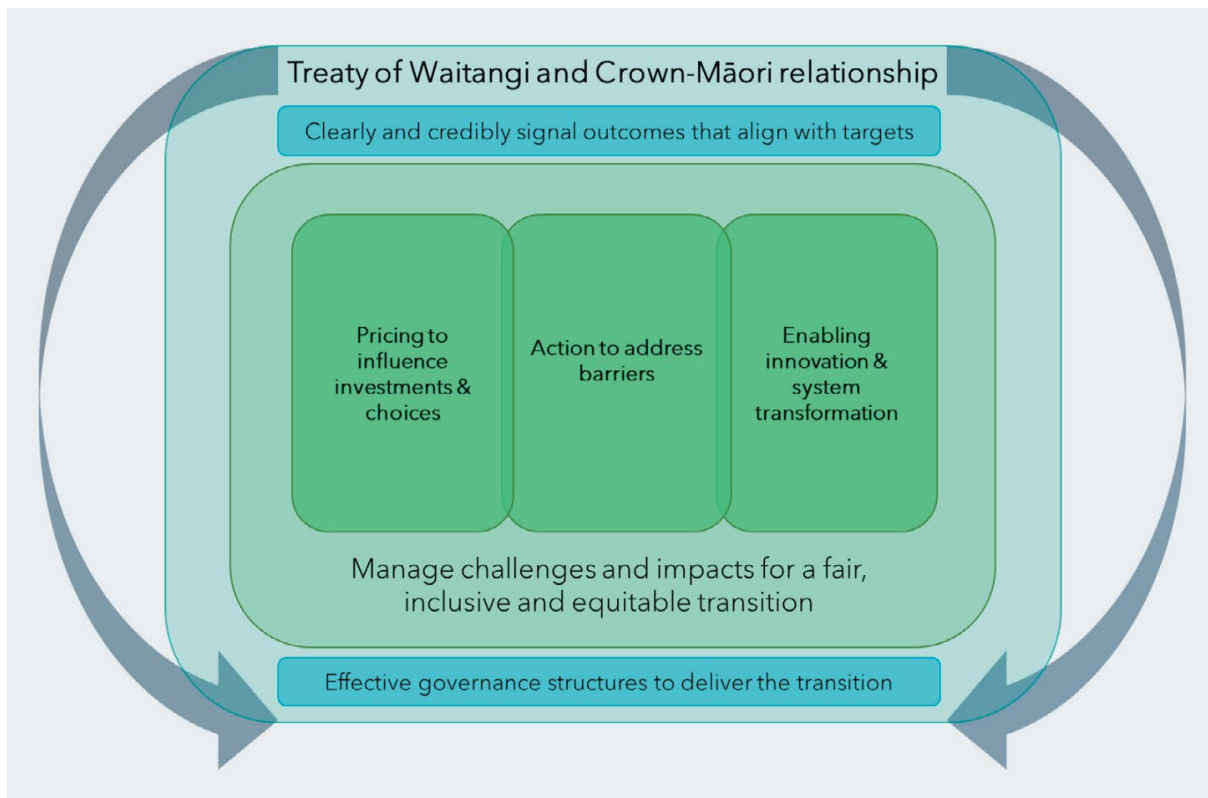 Treaty of Waitangi and Crown-Māori relationship
Clearly and credibly signal outcomes that align with targets
Pricing to
influence
investments &
choices
Action to address
barriers
Enabling
innovation &
system
transformation
Manage challenges and impacts for a fair,
inclusive and equitable transition
Effective governance structures to deliver the transition